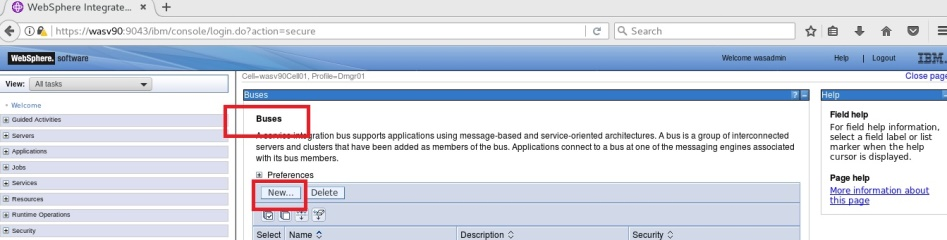 WebSphere Integrate...
https://wasv90:9043/ibm/console/login.do?action=secure
Search
WebSphere. software
Welcome wasadmin
Help
Logout
IBM.
Cell=wasv90Cell01, Profile=Dmgr01
Close page
View: All tasks
Welcome
Guided Activities
Servers
Applications
Jobs
Services
Resources
Runtime Operations
Security
Buses
Buses
A service integration bus supports applications using message-based and service-oriented architectures. A bus is a group of interconnected
servers and clusters that have been added as members of the bus. Applications connect to a bus at one of the messaging engines associated
with its bus members.
Preferences
New... Delete
Select Name Description Security
Help
Field help
For field help information,
select a field label or list
marker when the help
cursor is displayed.
Page help
More information about
this page